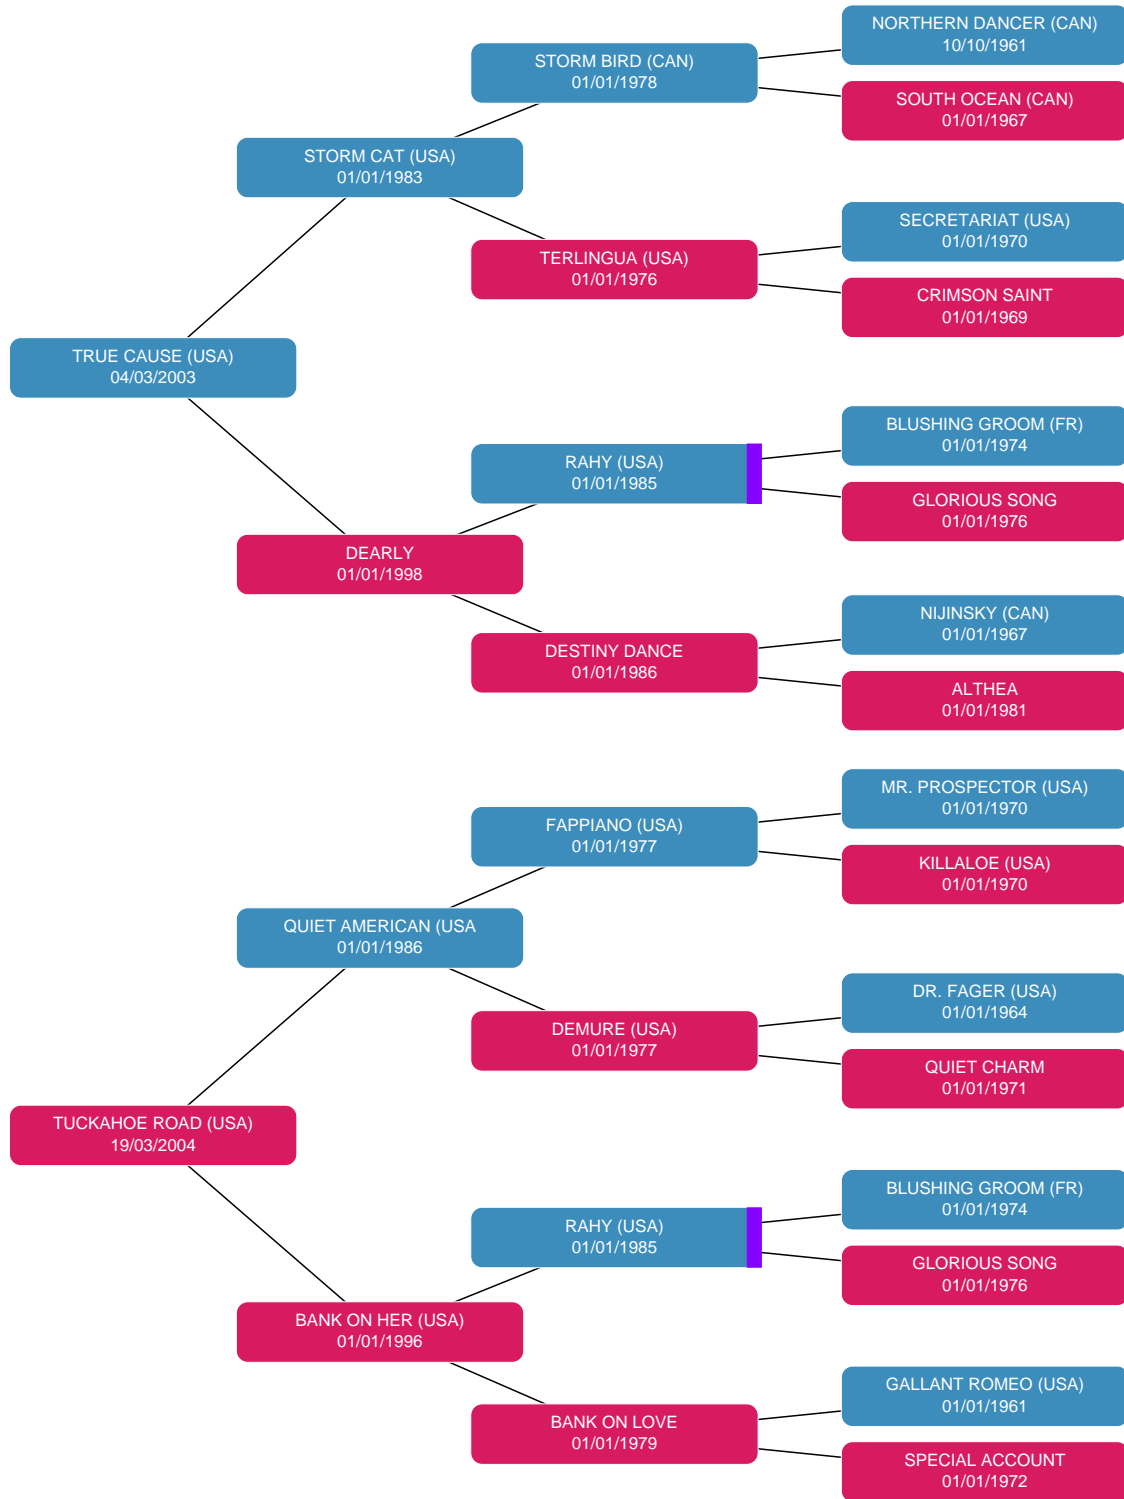 NORTHERN DANCER (CAN)
10/10/1961
STORM BIRD (CAN)
01/01/1978
SOUTH OCEAN (CAN)
01/01/1967
STORM CAT (USA)
01/01/1983
SECRETARIAT (USA)
01/01/1970
TERLINGUA (USA)
01/01/1976
CRIMSON SAINT
01/01/1969
TRUE CAUSE (USA)
04/03/2003
BLUSHING GROOM (FR)
01/01/1974
RAHY (USA)
01/01/1985
GLORIOUS SONG
01/01/1976
DEARLY
01/01/1998
NIJINSKY (CAN)
01/01/1967
DESTINY DANCE
01/01/1986
ALTHEA
01/01/1981
MR. PROSPECTOR (USA)
01/01/1970
FAPPIANO (USA)
01/01/1977
KILLALOE (USA)
01/01/1970
QUIET AMERICAN (USA
01/01/1986
DR. FAGER (USA)
01/01/1964
DEMURE (USA)
01/01/1977
QUIET CHARM
01/01/1971
TUCKAHOE ROAD (USA)
19/03/2004
BLUSHING GROOM (FR)
01/01/1974
RAHY (USA)
01/01/1985
GLORIOUS SONG
01/01/1976
BANK ON HER (USA)
01/01/1996
GALLANT ROMEO (USA)
01/01/1961
BANK ON LOVE
01/01/1979
SPECIAL ACCOUNT
01/01/1972